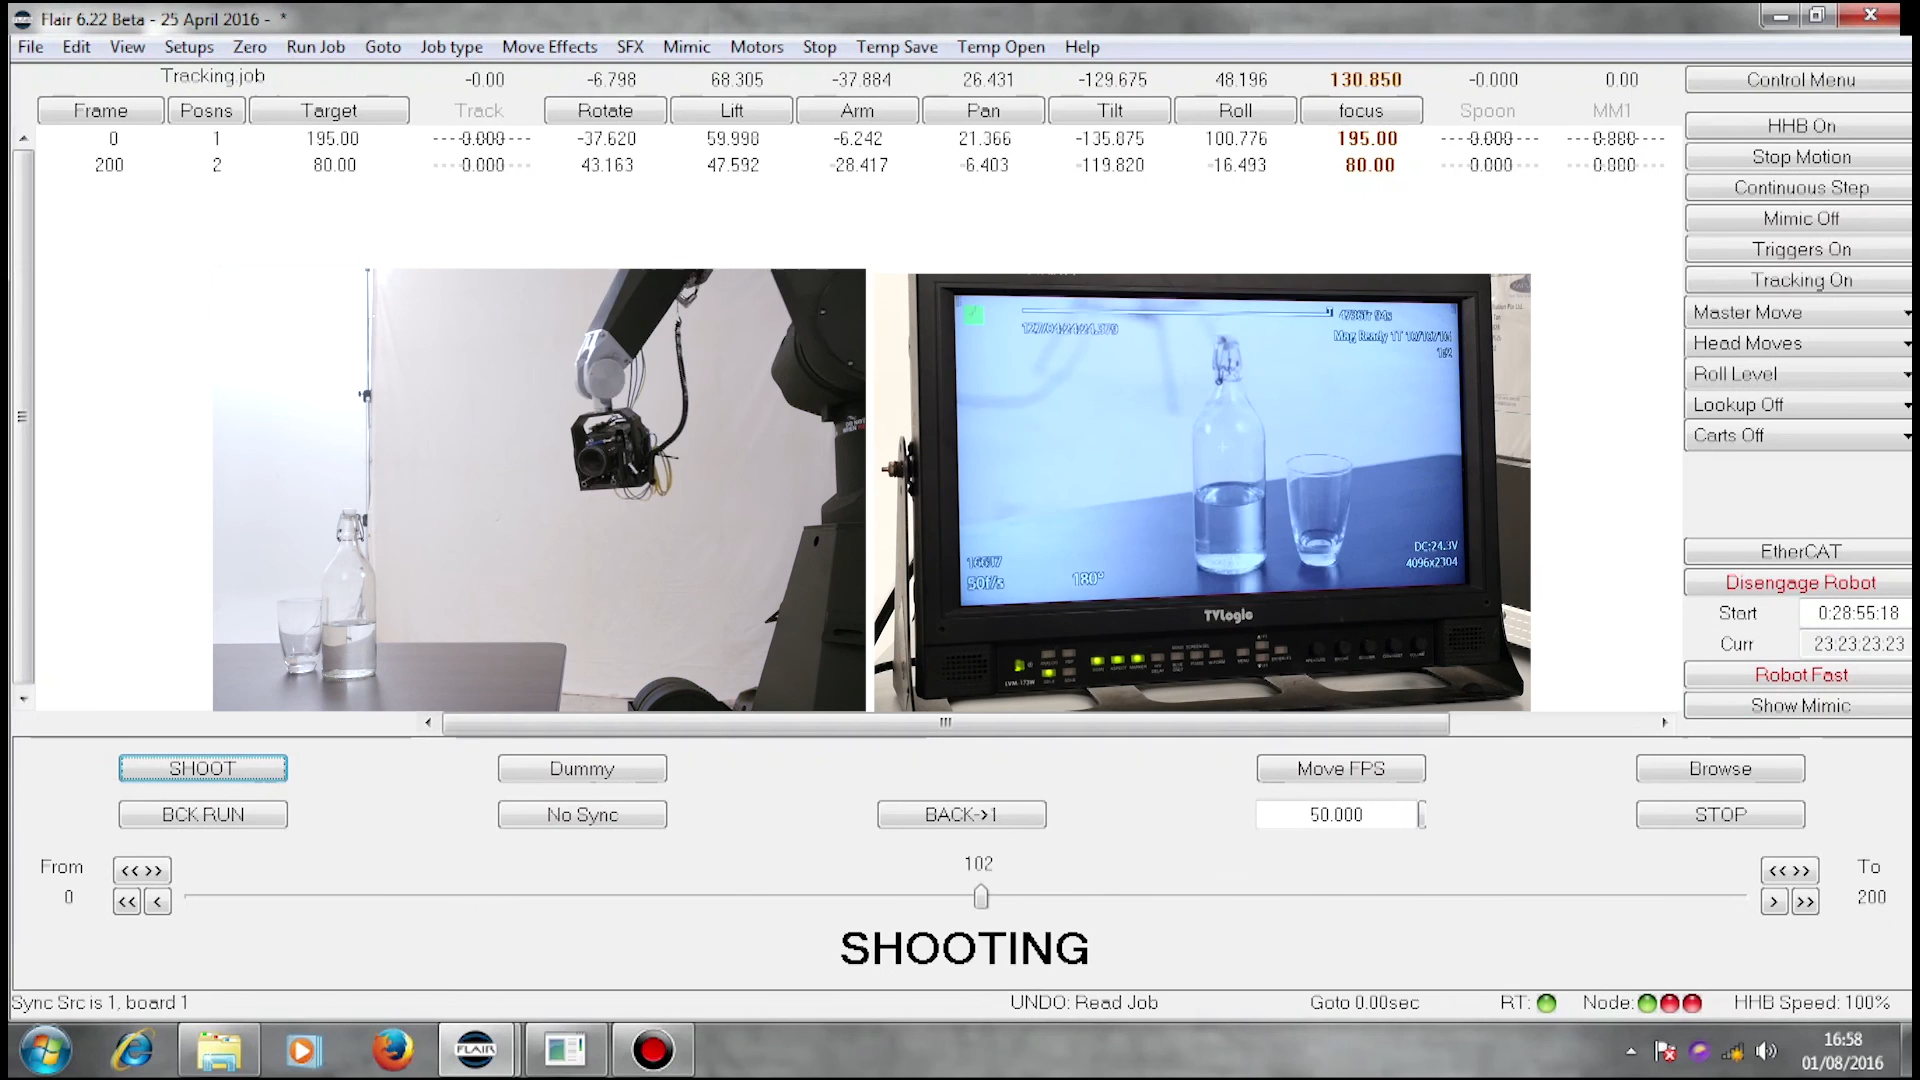 Flair 6.22 Beta - 25 April 2016 - *
File Edit View Setups Zero Run Job Goto Job type Move Effects SFX Mimic Motors Stop Temp Save Temp Open Help
Tracking job -0.00 -6.798 68.305 -37.884 26.431 -129.675 48.196 130.850 -0.000 0.00
Frame Posns Target Track Rotate Lift Arm Pan Tilt Roll focus Spoon MM1
0 1 195.00 -37.620 59.998 -6.242 21.366 -135.875 100.776 195.00
200 2 80.00 0.000 43.163 47.592 -28.417 -6.403 -119.820 -16.493 80.00 0.000
Control Menu
HHB On
Stop Motion
Continuous Step
Mimic Off
Triggers On
Tracking On
Master Move
Head Moves
Roll Level
Lookup Off
Carts Off
EtherCAT
Disengage Robot
Start 0:28:55:18
Curr 23:23:23:23
Robot Fast
Show Mimic
50f/s
180°
DC:24.3V
4096x2304
TVLogic
LVM-173W
SHOOT Dummy Move FPS Browse
BCK RUN No Sync BACK->1 50.000 STOP
From << >> 102 << >> To
0 << < > >> 200
SHOOTING
Sync Src is 1, board 1 UNDO: Read Job Goto 0.00sec RT: Node: HHB Speed: 100%
FLAIR
16:58
01/08/2016